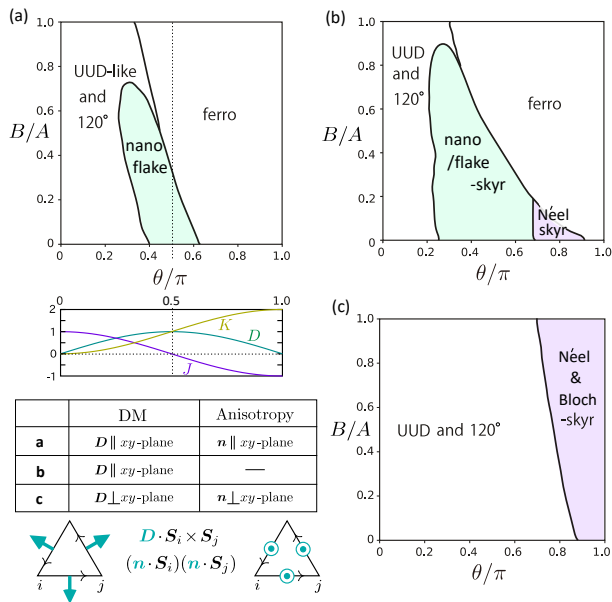 (a)
1.0
0.8
0.6
0.4
0.2
0
B/A
UUD-like
and
120°
nano
flake
ferro
0 0.2 0.4 0.6 0.8 1.0
θ/π
0 0.5 1.0
2
1
0
-1
K
D
J
DM Anisotropy
a D ∥ xy-plane n ∥ xy-plane
b D ∥ xy-plane —
c D⊥xy-plane n⊥xy-plane
D · S_i × S_j
(n · S_i)(n · S_j)
i j
i j
(b)
1.0
0.8
0.6
0.4
0.2
0
B/A
UUD
and
120°
nano
/flake
-skyr
ferro
Néel
skyr
0 0.2 0.4 0.6 0.8 1.0
θ/π
(c)
1.0
0.8
0.6
0.4
0.2
0
B/A
UUD and 120°
Néel
&
Bloch
-skyr
0 0.2 0.4 0.6 0.8 1.0
θ/π